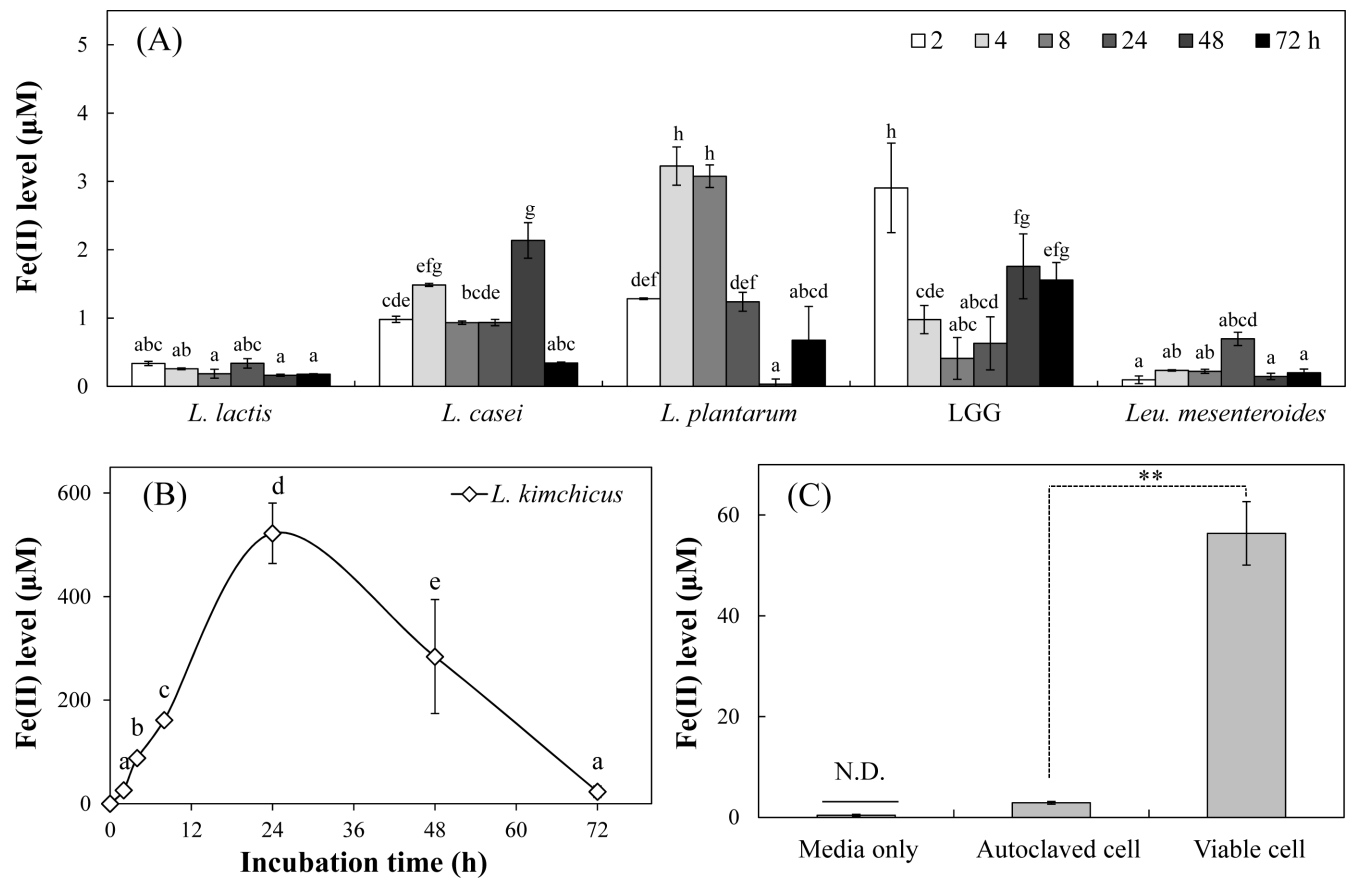 (A)
2 4 8 24 48 72 h
Fe(II) level (μM)
5
4
3
2
1
0
abc ab a abc a a
cde efg bcde g abc
def h h def a abcd
h cde abc abcd fg efg
a ab ab abcd a a
L. lactis L. casei L. plantarum LGG Leu. mesenteroides
(B)
L. kimchicus
Fe(II) level (μM)
600
400
200
0
a b c d e a
0 12 24 36 48 60 72
Incubation time (h)
(C)
**
Fe(II) level (μM)
60
40
20
0
N.D.
Media only Autoclaved cell Viable cell